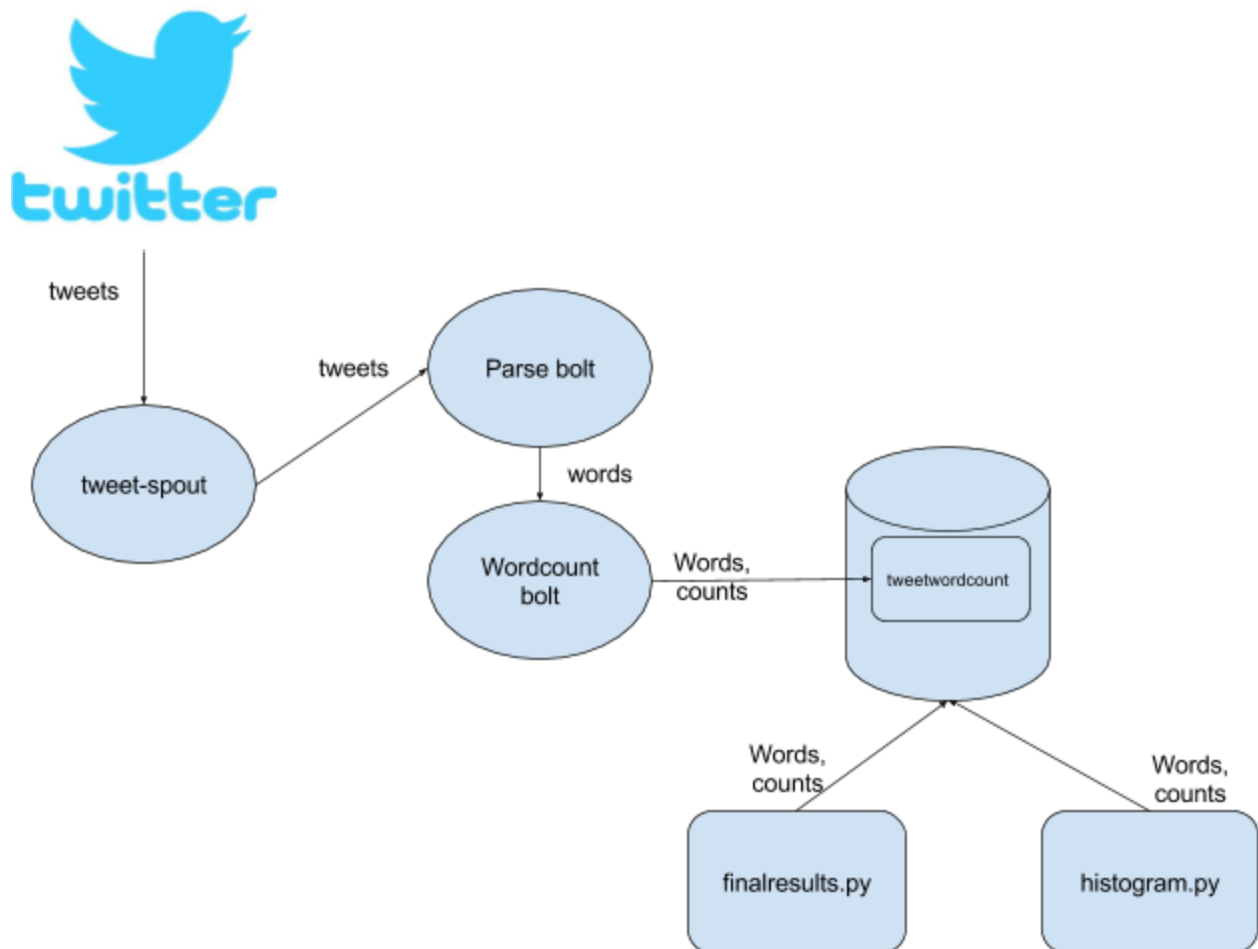 twitter
tweets
tweets
Parse bolt
tweet-spout
words
Wordcount
bolt
Words,
counts
tweetwordcount
Words,
counts
Words,
counts
finalresults.py
histogram.py